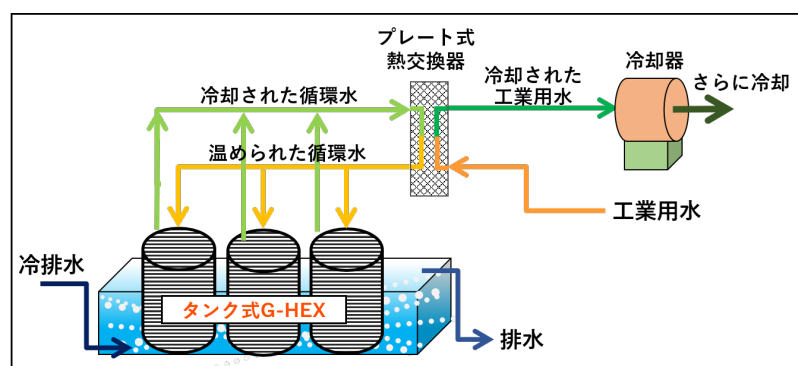 プレート式
熱交換器
冷却器
冷却された
工業用水
さらに冷却
冷却された循環水
温められた循環水
工業用水
冷排水
タンク式G-HEX
排水